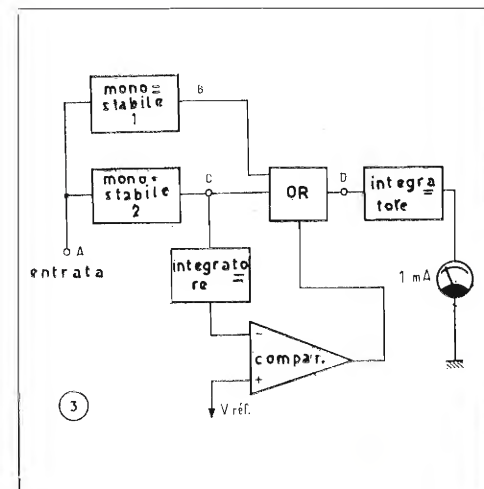 mono=
stabile
1
B
mono=
stabile
2
C
OR
D
integra
tore
A
entrata
integrato
re
1 mA
-
compar.
+
V réf.
3